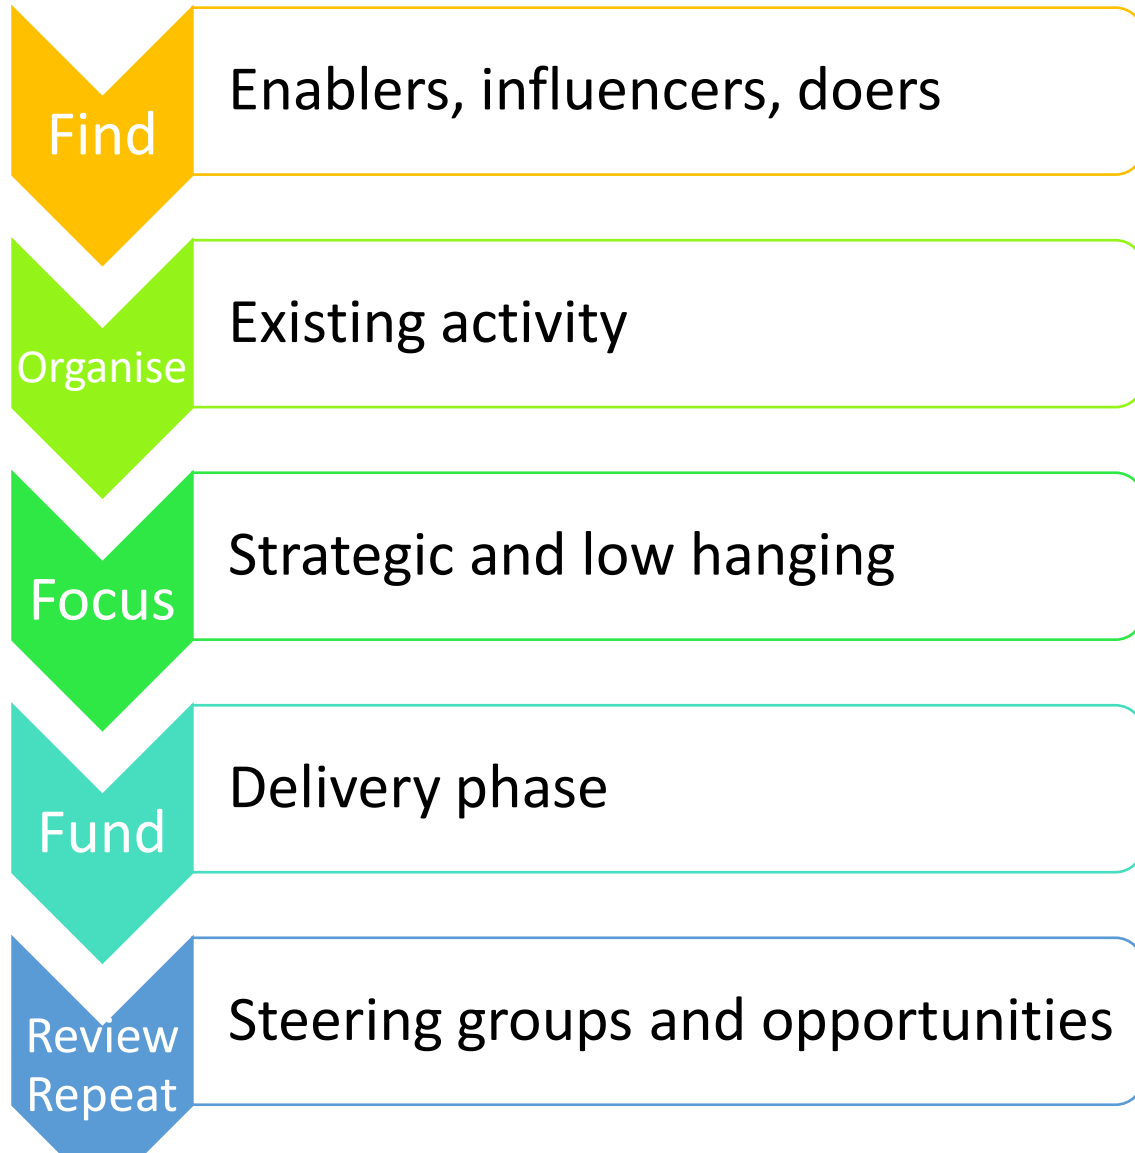 Find
Enablers, influencers, doers
Organise
Existing activity
Focus
Strategic and low hanging
Fund
Delivery phase
Review
Repeat
Steering groups and opportunities